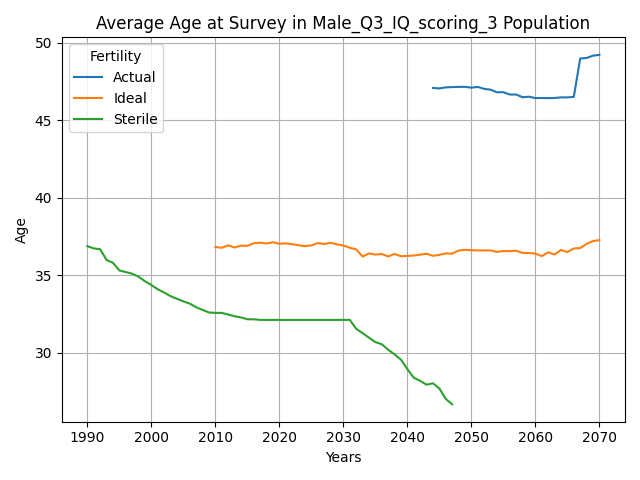 Average Age at Survey in Male_Q3_IQ_scoring_3 Population
Fertility
Actual
Ideal
Sterile
Age
50
45
40
35
30
1990 2000 2010 2020 2030 2040 2050 2060 2070
Years